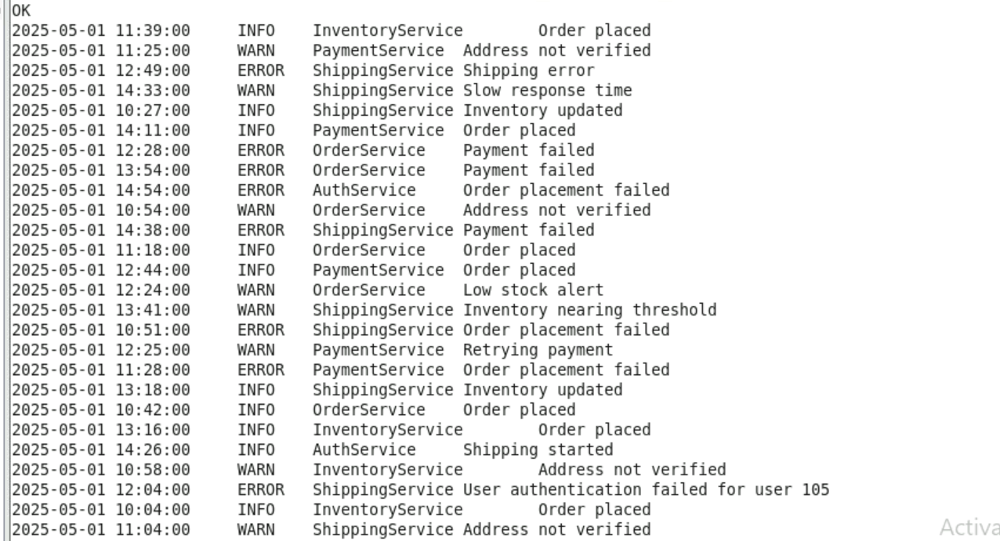 OK
2025-05-01 11:39:00 INFO InventoryService Order placed
2025-05-01 11:25:00 WARN PaymentService Address not verified
2025-05-01 12:49:00 ERROR ShippingService Shipping error
2025-05-01 14:33:00 WARN ShippingService Slow response time
2025-05-01 10:27:00 INFO ShippingService Inventory updated
2025-05-01 14:11:00 INFO PaymentService Order placed
2025-05-01 12:28:00 ERROR OrderService Payment failed
2025-05-01 13:54:00 ERROR OrderService Payment failed
2025-05-01 14:54:00 ERROR AuthService Order placement failed
2025-05-01 10:54:00 WARN OrderService Address not verified
2025-05-01 14:38:00 ERROR ShippingService Payment failed
2025-05-01 11:18:00 INFO OrderService Order placed
2025-05-01 12:44:00 INFO PaymentService Order placed
2025-05-01 12:24:00 WARN OrderService Low stock alert
2025-05-01 13:41:00 WARN ShippingService Inventory nearing threshold
2025-05-01 10:51:00 ERROR ShippingService Order placement failed
2025-05-01 12:25:00 WARN PaymentService Retrying payment
2025-05-01 11:28:00 ERROR PaymentService Order placement failed
2025-05-01 13:18:00 INFO ShippingService Inventory updated
2025-05-01 10:42:00 INFO OrderService Order placed
2025-05-01 13:16:00 INFO InventoryService Order placed
2025-05-01 14:26:00 INFO AuthService Shipping started
2025-05-01 10:58:00 WARN InventoryService Address not verified
2025-05-01 12:04:00 ERROR ShippingService User authentication failed for user 105
2025-05-01 10:04:00 INFO InventoryService Order placed
2025-05-01 11:04:00 WARN ShippingService Address not verified
Activa